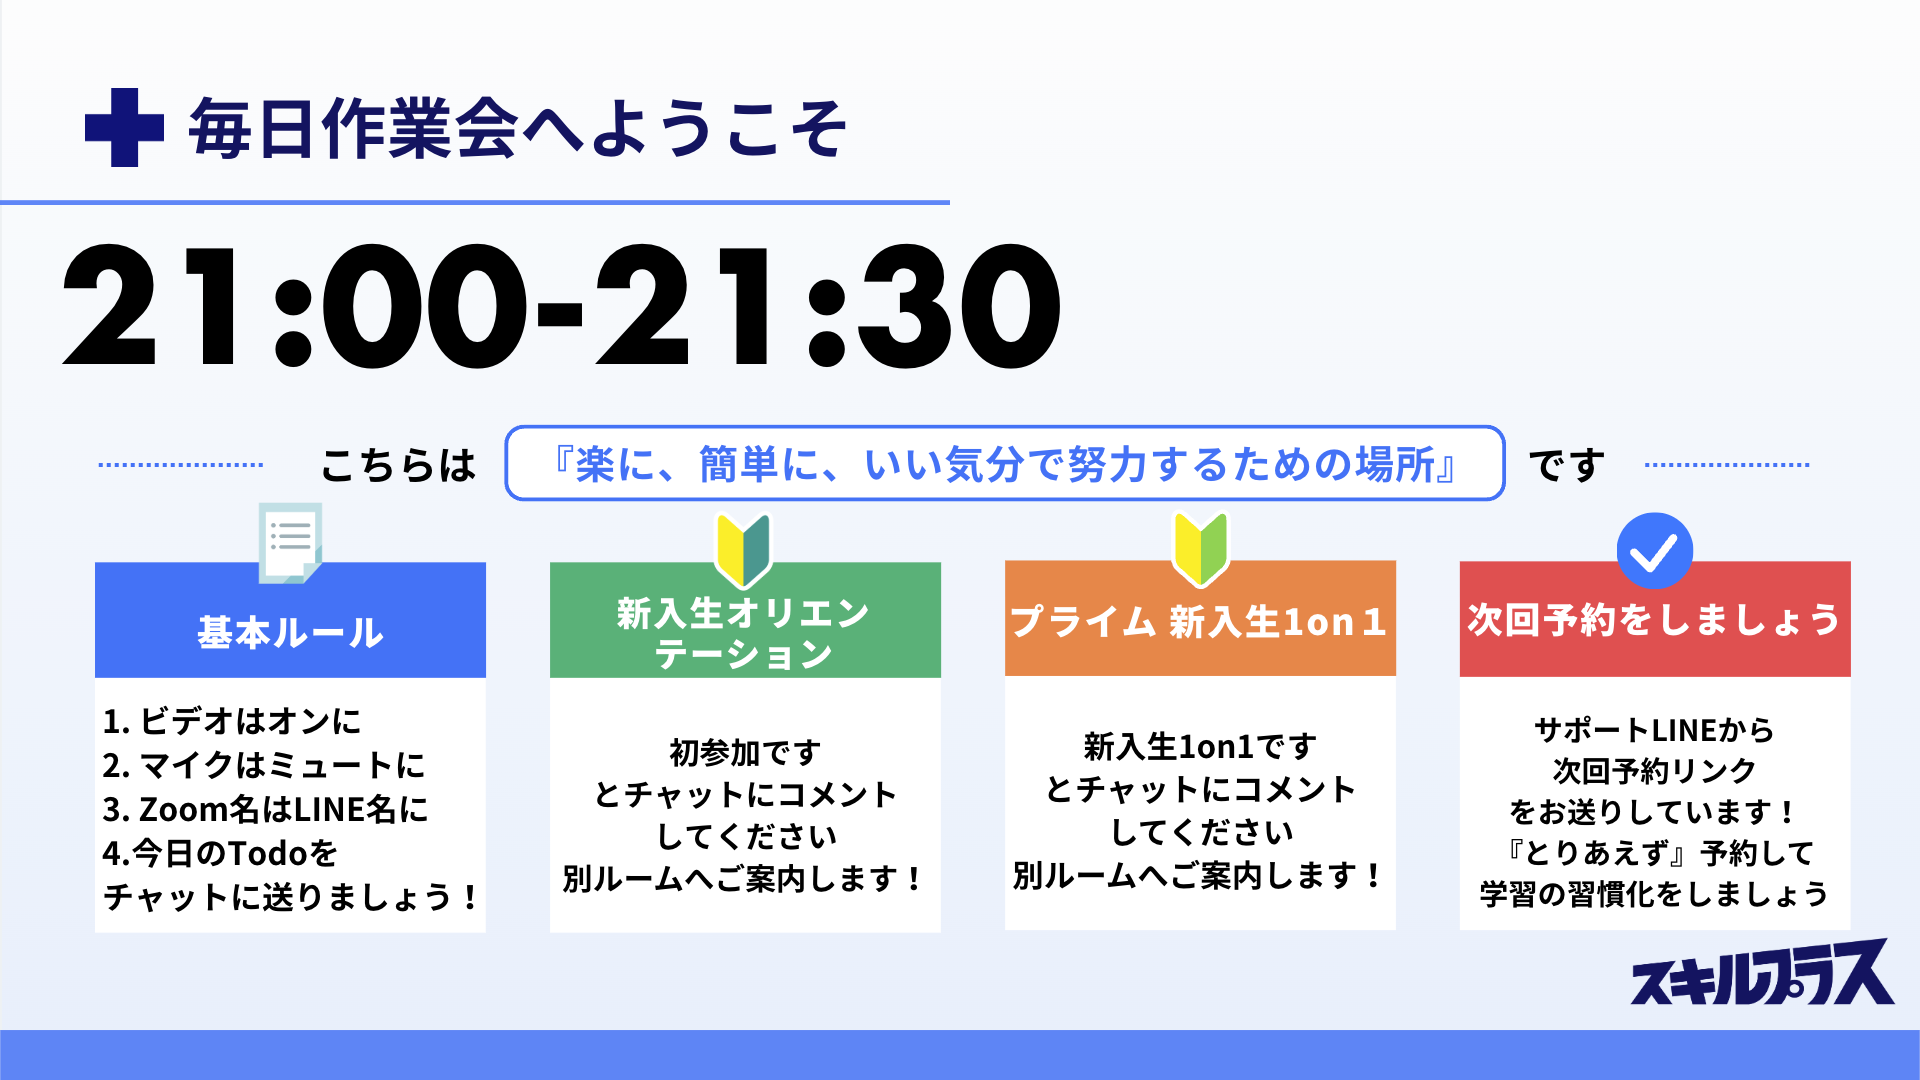 毎日作業会へようこそ
21:00-21:30
こちらは 『楽に、簡単に、いい気分で努力するための場所』 です
基本ルール
1. ビデオはオンに
2. マイクはミュートに
3. Zoom名はLINE名に
4.今日のTodoを
チャットに送りましょう！
新入生オリエン
テーション
初参加です
とチャットにコメント
してください
別ルームへご案内します！
プライム 新入生1on１
新入生1on1です
とチャットにコメント
してください
別ルームへご案内します！
次回予約をしましょう
サポートLINEから
次回予約リンク
をお送りしています！
『とりあえず』予約して
学習の習慣化をしましょう
スキルプラス